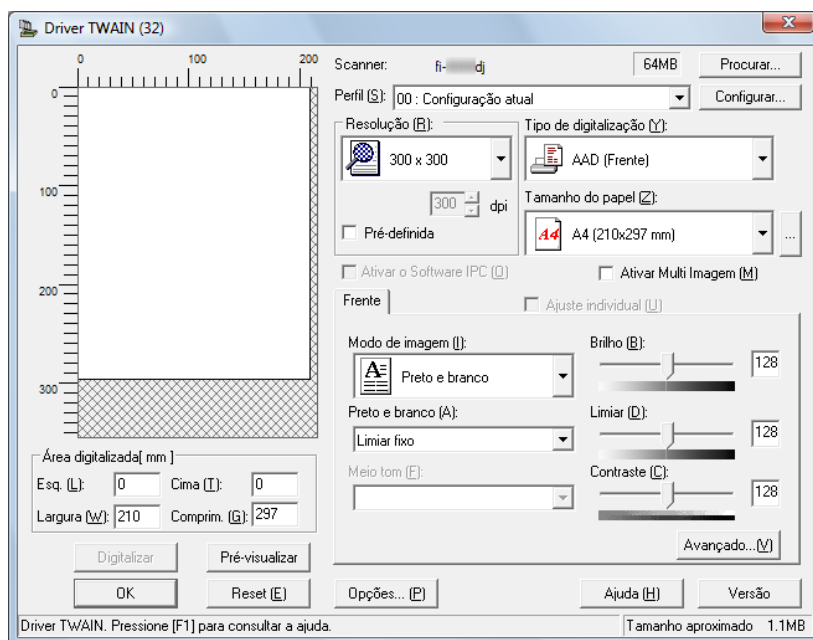 Driver TWAIN (32)
0 100 200
0
100
200
300
Scanner: fi- dj 64MB Procurar...
Perfil (S): 00 : Configuração atual Configurar...
Resolução (R):
300 x 300
300 dpi
Pré-definida
Tipo de digitalização (Y):
AAD (Frente)
Tamanho do papel (Z):
A4 A4 (210x297 mm) ...
Ativar o Software IPC (O) Ativar Multi Imagem (M)
Frente Ajuste individual (U)
Modo de imagem (I):
A Preto e branco
Preto e branco (A):
Limiar fixo
Meio tom (F):
Brilho (B):
128
Limiar (D):
128
Contraste (C):
128
Avançado...(V)
Área digitalizada[ mm ]
Esq. (L): 0 Cima (T): 0
Largura (W): 210 Comprim. (G): 297
Digitalizar Pré-visualizar
OK Reset (E) Opções... (P) Ajuda (H) Versão
Driver TWAIN. Pressione [F1] para consultar a ajuda. Tamanho aproximado 1.1MB